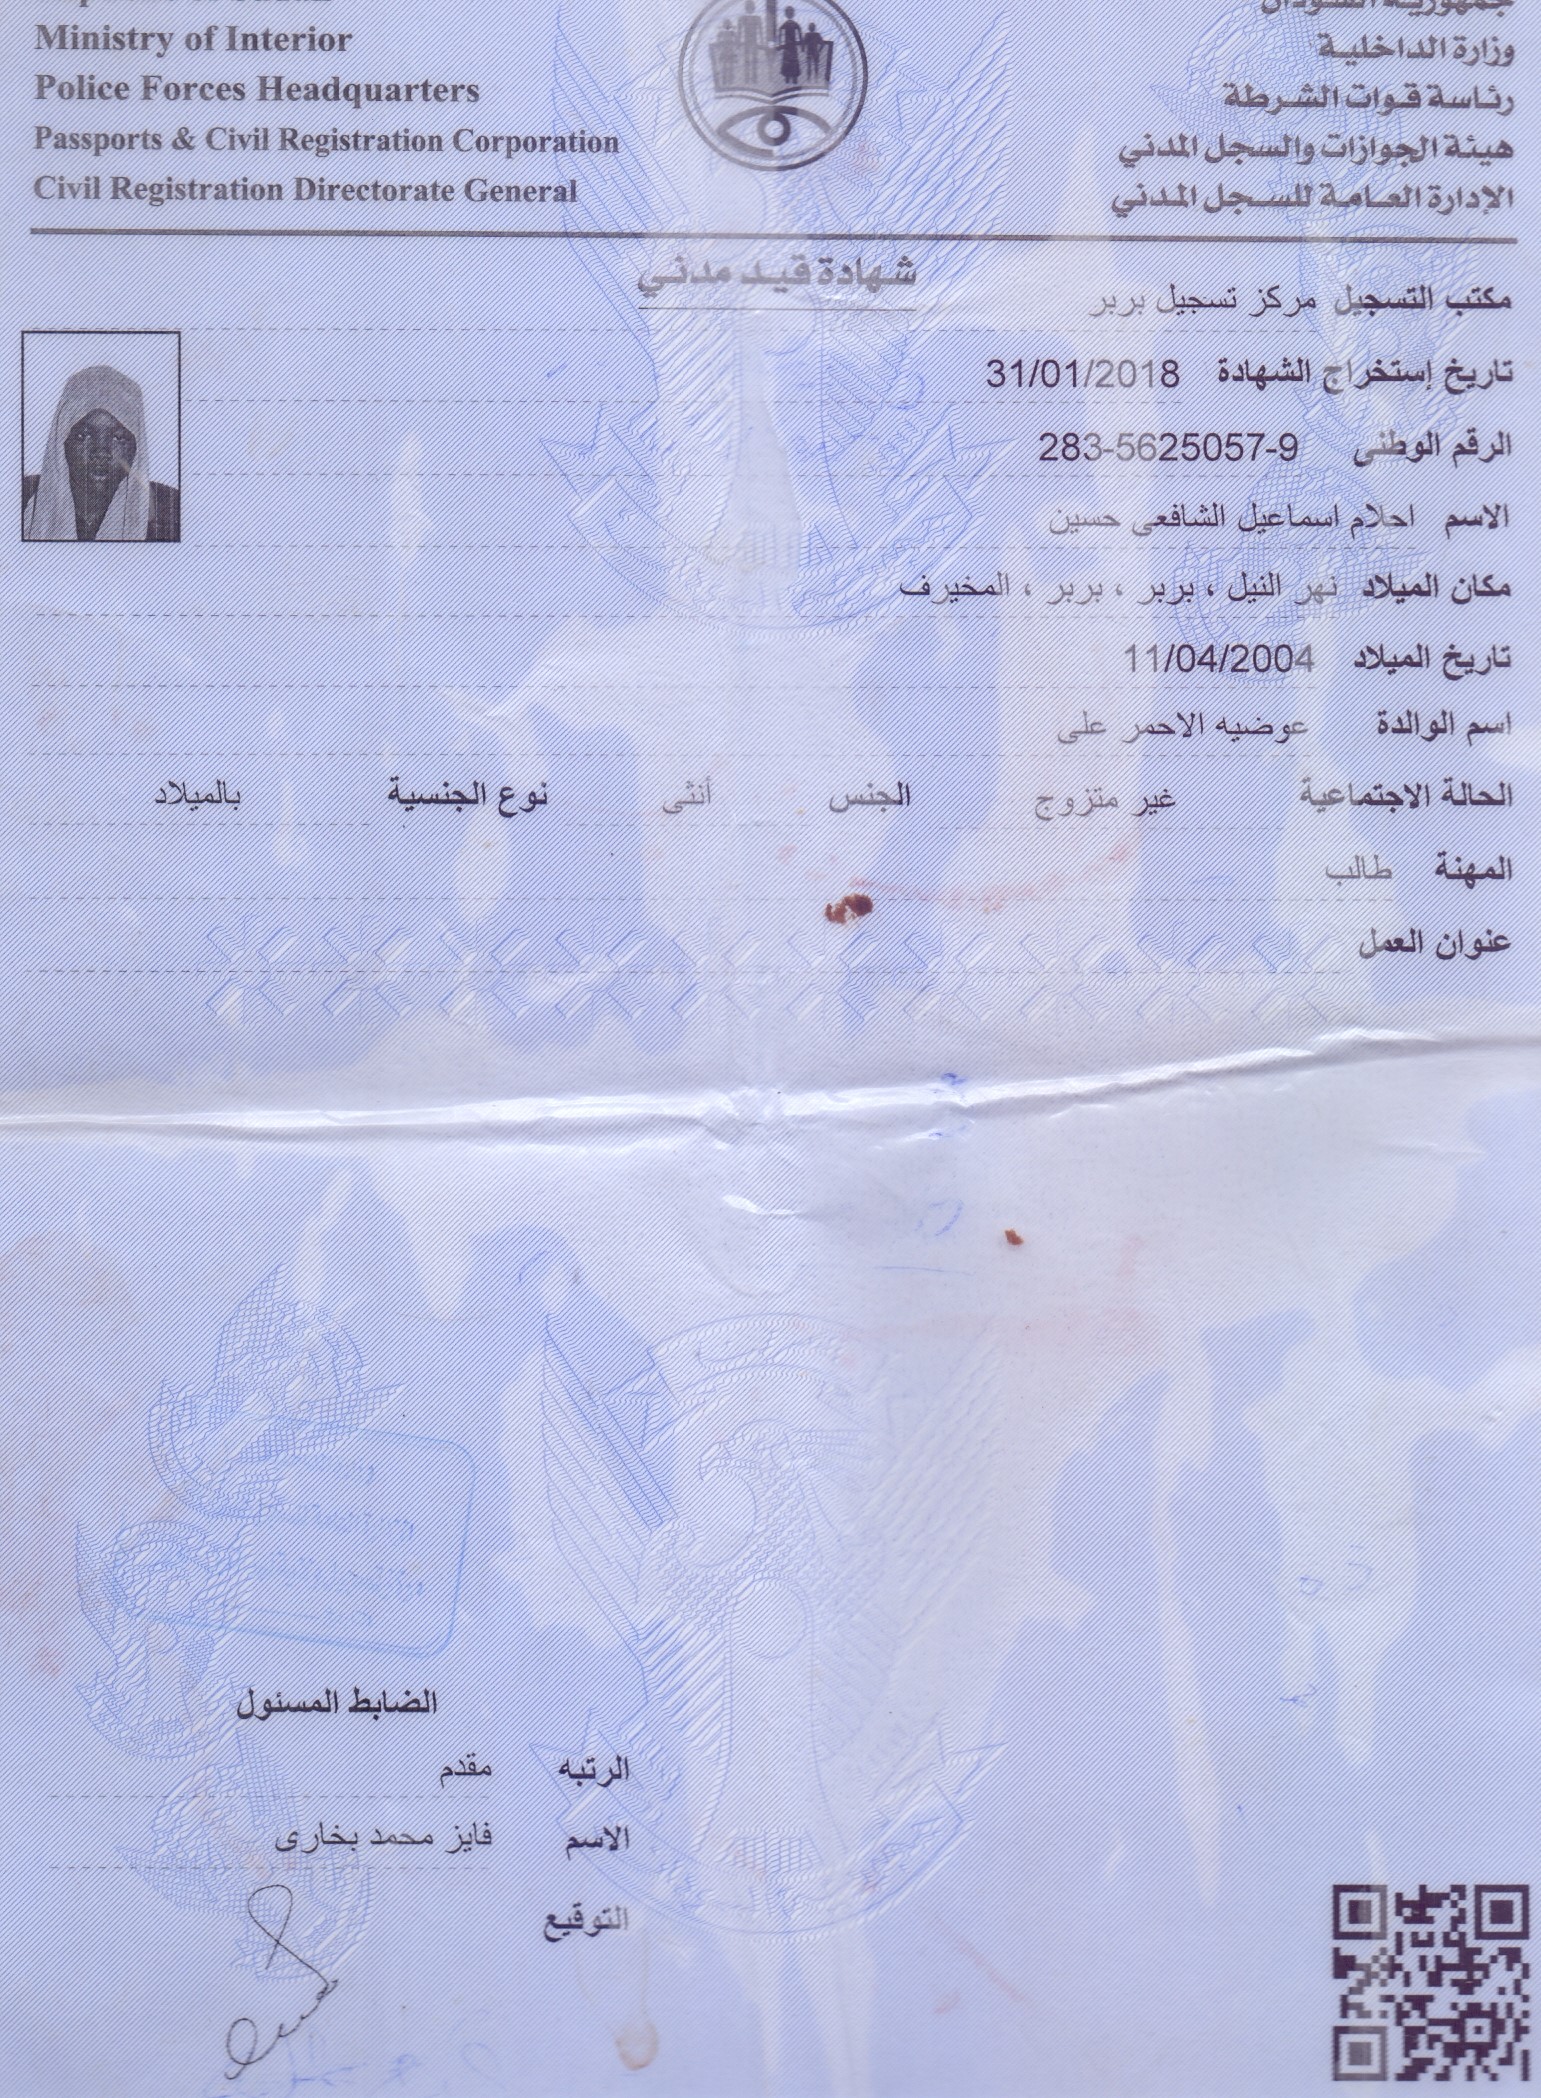 Ministry of Interior
Police Forces Headquarters
Passports & Civil Registration Corporation
Civil Registration Directorate General
جمهورية السودان
وزارة الداخلية
رئاسة قوات الشرطة
هيئة الجوازات والسجل المدني
الإدارة العامة للسجل المدني
شهادة قيد مدني
مكتب التسجيل مركز تسجيل بربر
تاريخ إستخراج الشهادة 31/01/2018
الرقم الوطنى 283-5625057-9
الاسم احلام اسماعيل الشافعى حسين
مكان الميلاد نهر النيل ، بربر ، بربر ، المخيرف
تاريخ الميلاد 11/04/2004
اسم الوالدة عوضيه الاحمر على
الحالة الاجتماعية غير متزوج الجنس أنثى نوع الجنسية بالميلاد
المهنة طالب
عنوان العمل
الضابط المسئول
الرتبه مقدم
الاسم فايز محمد بخارى
التوقيع